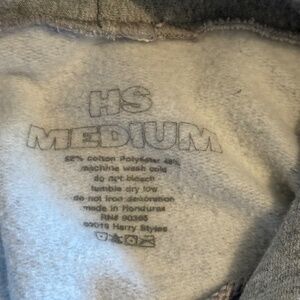 HS
MEDIUM
52% cotton Polyester 48%
machine wash cold
do not bleach
tumble dry low
do not iron decoration
made in Honduras
RN# 90365
©2019 Harry Styles